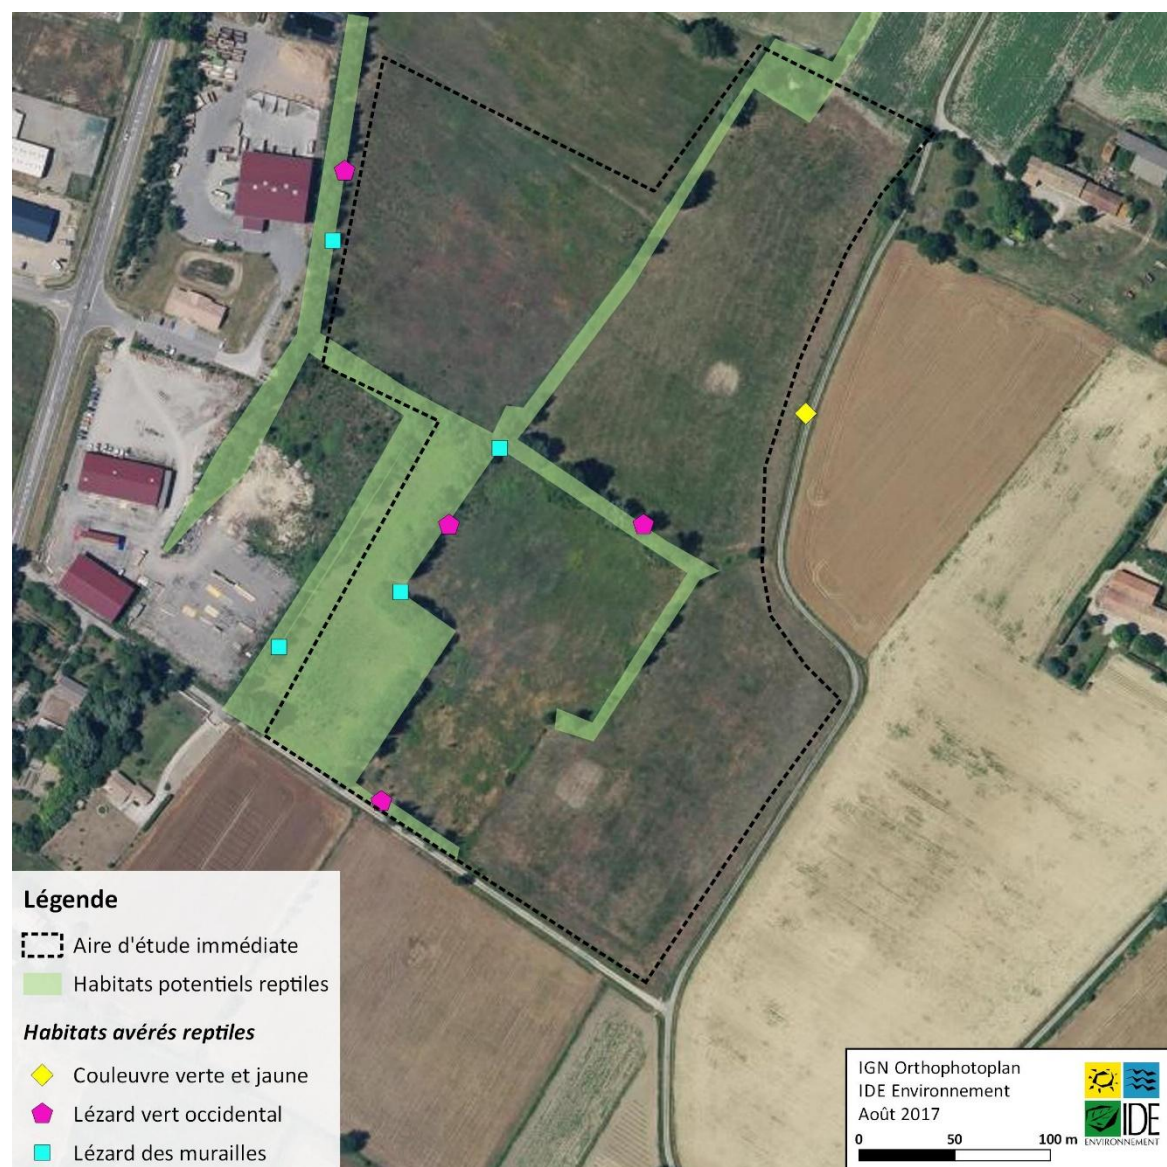 Légende
Aire d'étude immédiate
Habitats potentiels reptiles
Habitats avérés reptiles
Couleuvre verte et jaune
Lézard vert occidental
Lézard des murailles
IGN Orthophotoplan
IDE Environnement
Août 2017
0 50 100 m
IDE
ENVIRONNEMENT